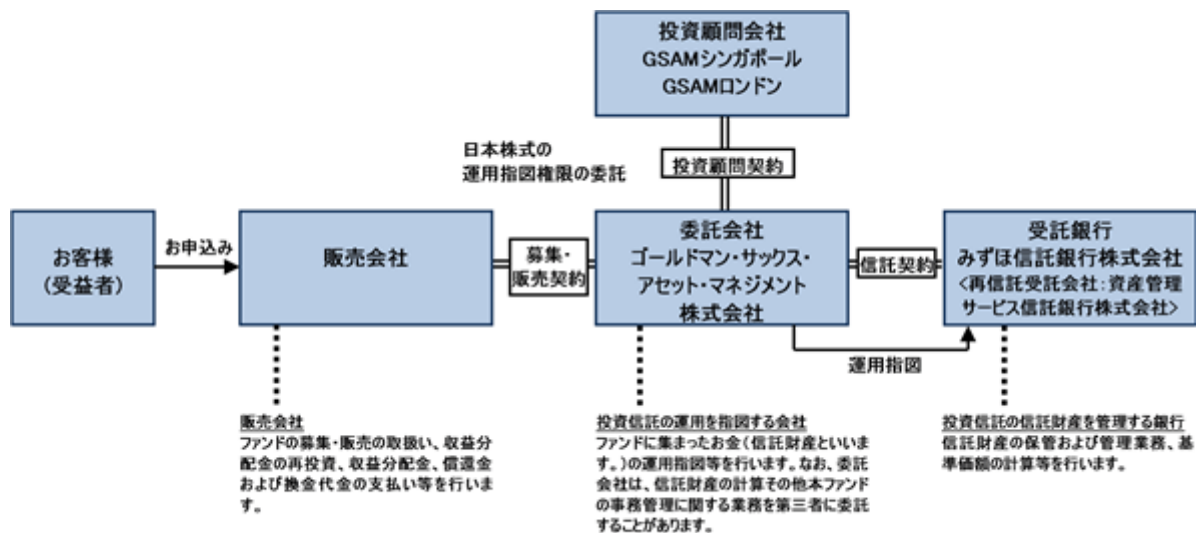 投資顧問会社
GSAMシンガポール
GSAMロンドン
日本株式の
運用指図権限の委託
投資顧問契約
お客様
(受益者)
お申込み
販売会社
募集・
販売契約
委託会社
ゴールドマン・サックス・
アセット・マネジメント
株式会社
信託契約
受託銀行
みずほ信託銀行株式会社
<再信託受託会社:資産管理
サービス信託銀行株式会社>
運用指図
販売会社
ファンドの募集・販売の取扱い、収益分
配金の再投資、収益分配金、償還金
および換金代金の支払い等を行いま
す。
投資信託の運用を指図する会社
ファンドに集まったお金(信託財産といいま
す。)の運用指図等を行います。なお、委託
会社は、信託財産の計算その他本ファンド
の事務管理に関する業務を第三者に委託
することがあります。
投資信託の信託財産を管理する銀行
信託財産の保管および管理業務、基
準価額の計算等を行います。